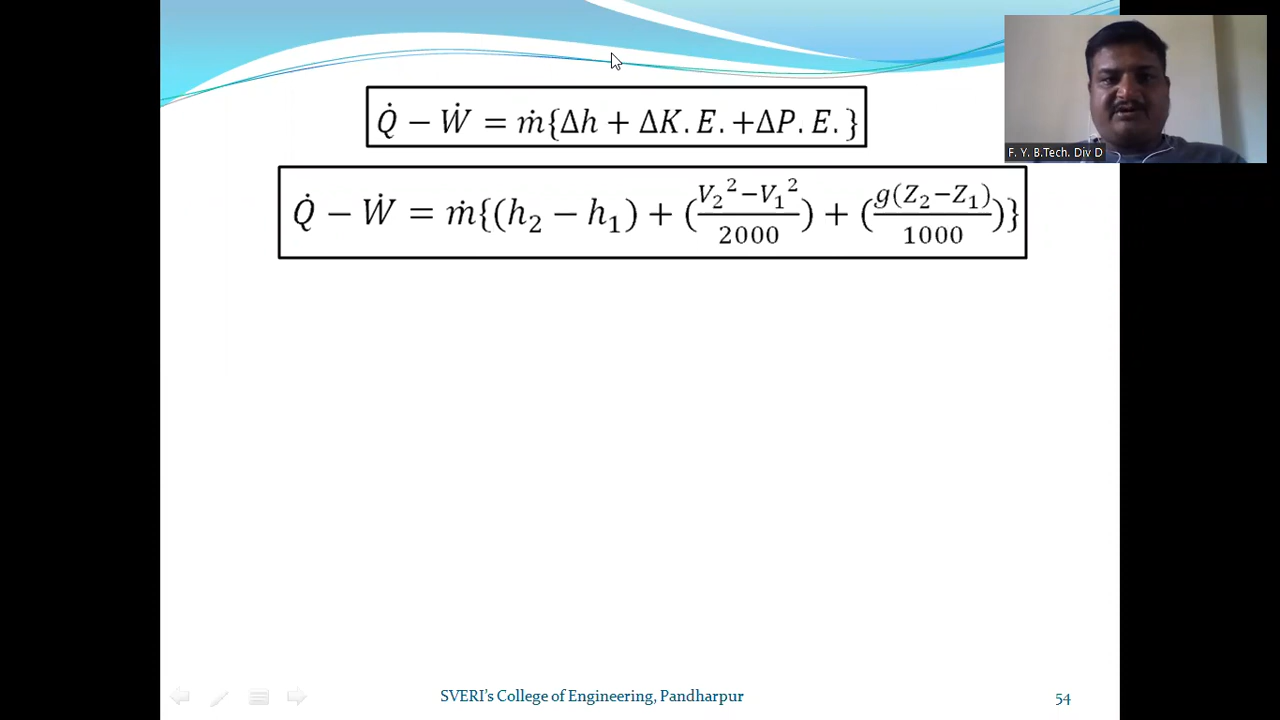 Q̇ − Ẇ = ṁ{Δh + ΔK.E.+ΔP.E.}
F. Y. B.Tech. Div D
Q̇ − Ẇ = ṁ{(h₂ − h₁) + (V₂²−V₁²/2000) + (g(Z₂−Z₁)/1000)}
SVERI's College of Engineering, Pandharpur
54